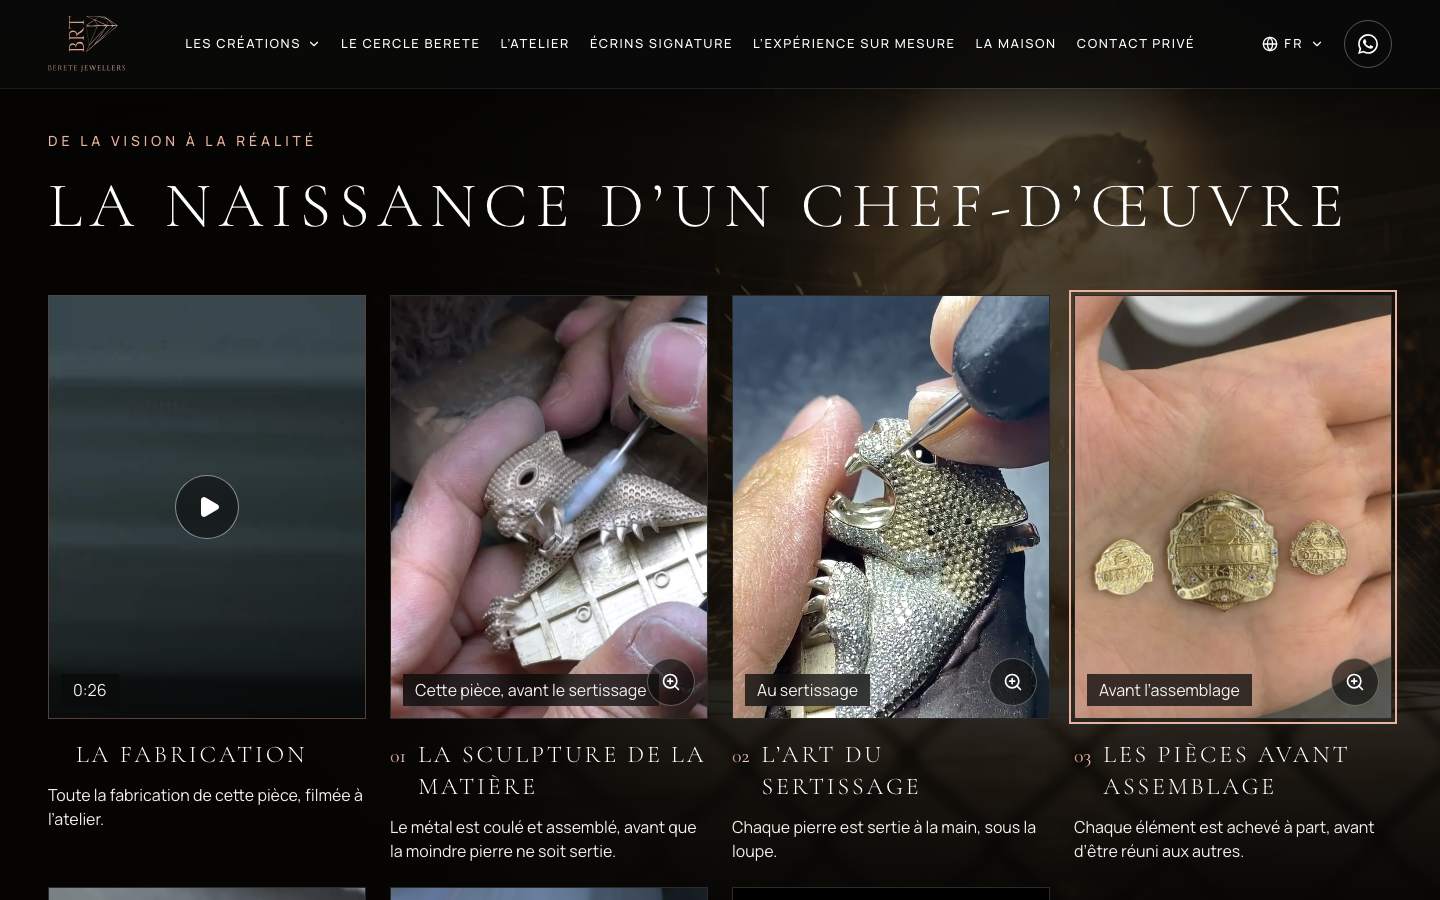 BRT
BERETE JEWELLERS
LES CRÉATIONS
LE CERCLE BERETE
L’ATELIER
ÉCRINS SIGNATURE
L’EXPÉRIENCE SUR MESURE
LA MAISON
CONTACT PRIVÉ
FR
DE LA VISION À LA RÉALITÉ
LA NAISSANCE D’UN CHEF-D’ŒUVRE
0:26
Cette pièce, avant le sertissage
Au sertissage
Avant l’assemblage
LA FABRICATION
Toute la fabrication de cette pièce, filmée à
l’atelier.
01 LA SCULPTURE DE LA
MATIÈRE
Le métal est coulé et assemblé, avant que
la moindre pierre ne soit sertie.
02 L’ART DU
SERTISSAGE
Chaque pierre est sertie à la main, sous la
loupe.
03 LES PIÈCES AVANT
ASSEMBLAGE
Chaque élément est achevé à part, avant
d’être réuni aux autres.